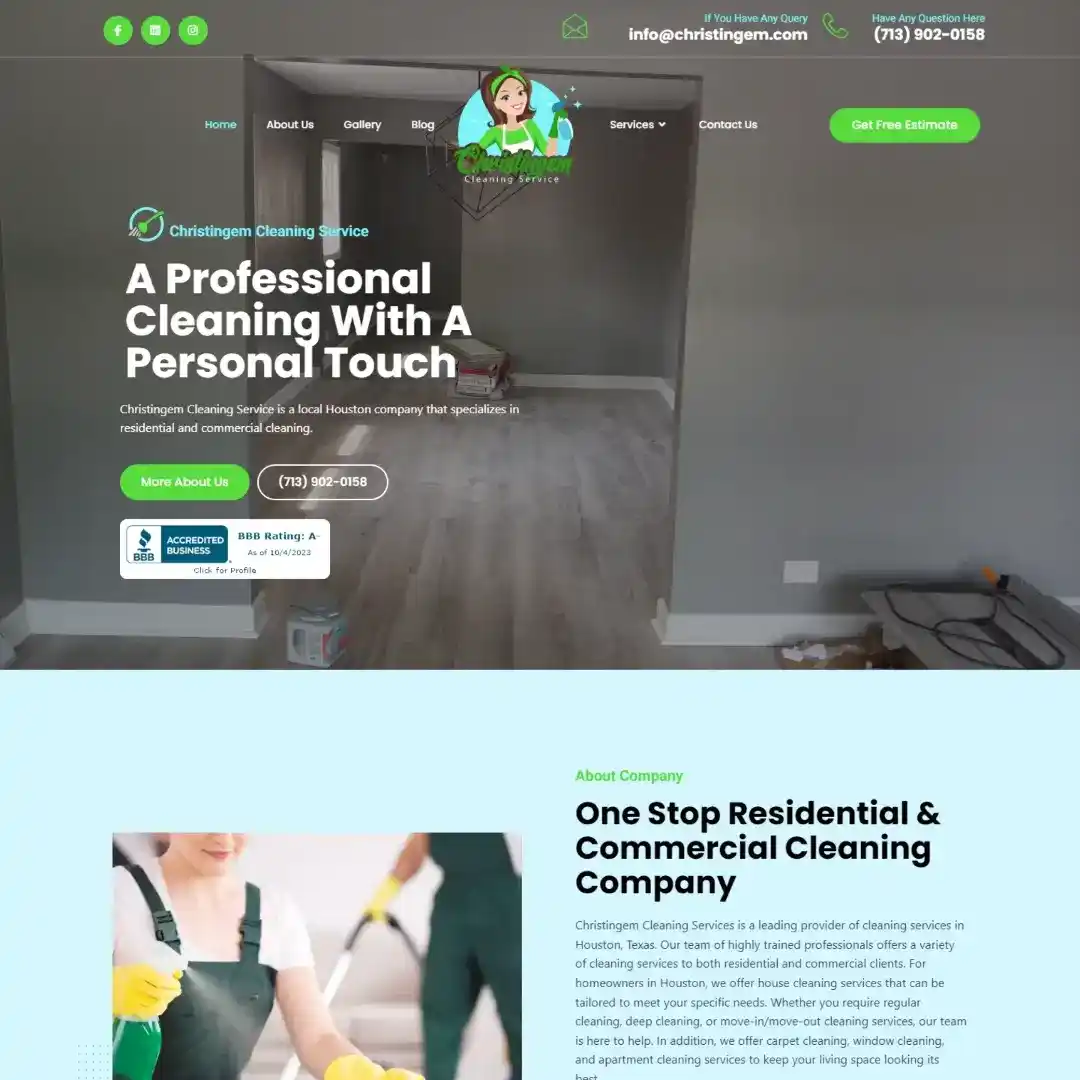 If You Have Any Query
info@christingem.com
Have Any Question Here
(713) 902-0158
Home
About Us
Gallery
Blog
Christingem
Cleaning Service
Services
Contact Us
Get Free Estimate
Christingem Cleaning Service
A Professional
Cleaning With A
Personal Touch
Christingem Cleaning Service is a local Houston company that specializes in
residential and commercial cleaning.
More About Us
(713) 902-0158
BBB
ACCREDITED
BUSINESS
BBB Rating: A-
As of 10/4/2023
Click for Profile
About Company
One Stop Residential &
Commercial Cleaning
Company
Christingem Cleaning Services is a leading provider of cleaning services in
Houston, Texas. Our team of highly trained professionals offers a variety
of cleaning services to both residential and commercial clients. For
homeowners in Houston, we offer house cleaning services that can be
tailored to meet your specific needs. Whether you require regular
cleaning, deep cleaning, or move-in/move-out cleaning services, our team
is here to help. In addition, we offer carpet cleaning, window cleaning,
and apartment cleaning services to keep your living space looking its
best.